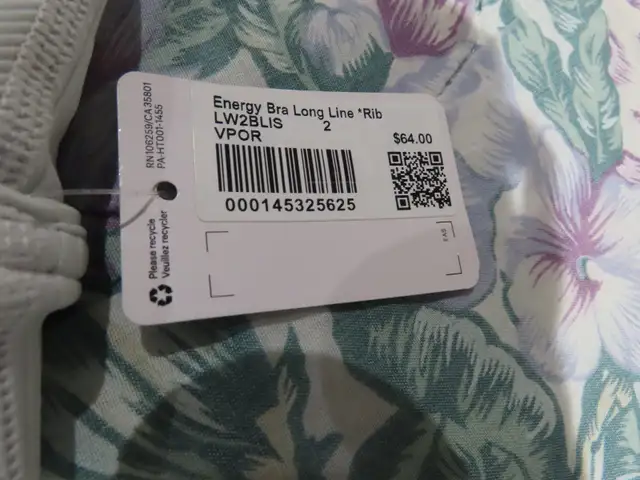 Energy Bra Long Line *Rib
LW2BLIS 2
VPOR
$64.00
000145325625
RN106259/CA35801
PA-HT001-1455
Please recycle
Veuillez recycler